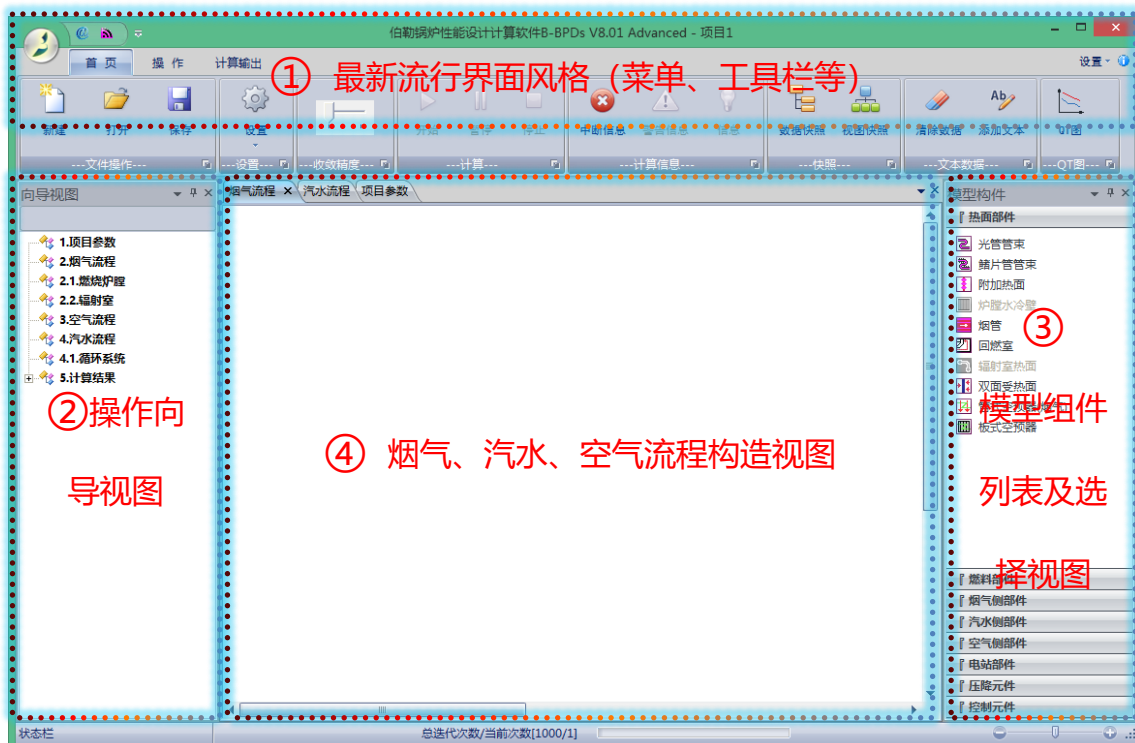 伯勒锅炉性能设计计算软件B-BPDs V8.01 Advanced - 项目1
首 页 操 作 计算输出 设置
① 最新流行界面风格（菜单、工具栏等）
新建 打开 保存 设置 开始 暂停 停止 中断信息 警告信息 信息 数据快照 视图快照 清除数据 添加文本 QT图
---文件操作--- ---设置--- ---收敛精度--- ---计算--- ---计算信息--- ---快照--- ---文本数据--- ---QT图---
向导视图
1.项目参数
2.烟气流程
2.1.燃烧炉膛
2.2.辐射室
3.空气流程
4.汽水流程
4.1.循环系统
5.计算结果
②操作向
导视图
烟气流程 汽水流程 项目参数
④ 烟气、汽水、空气流程构造视图
模型构件
热面部件
光管管束
鳍片管管束
附加热面
炉膛水冷壁
烟管
回燃室
辐射室热面
双面受热面
板式空预器
③
模型组件
列表及选
择视图
燃料部件
烟气侧部件
汽水侧部件
空气侧部件
电站部件
压降元件
控制元件
状态栏 总迭代次数/当前次数[1000/1]